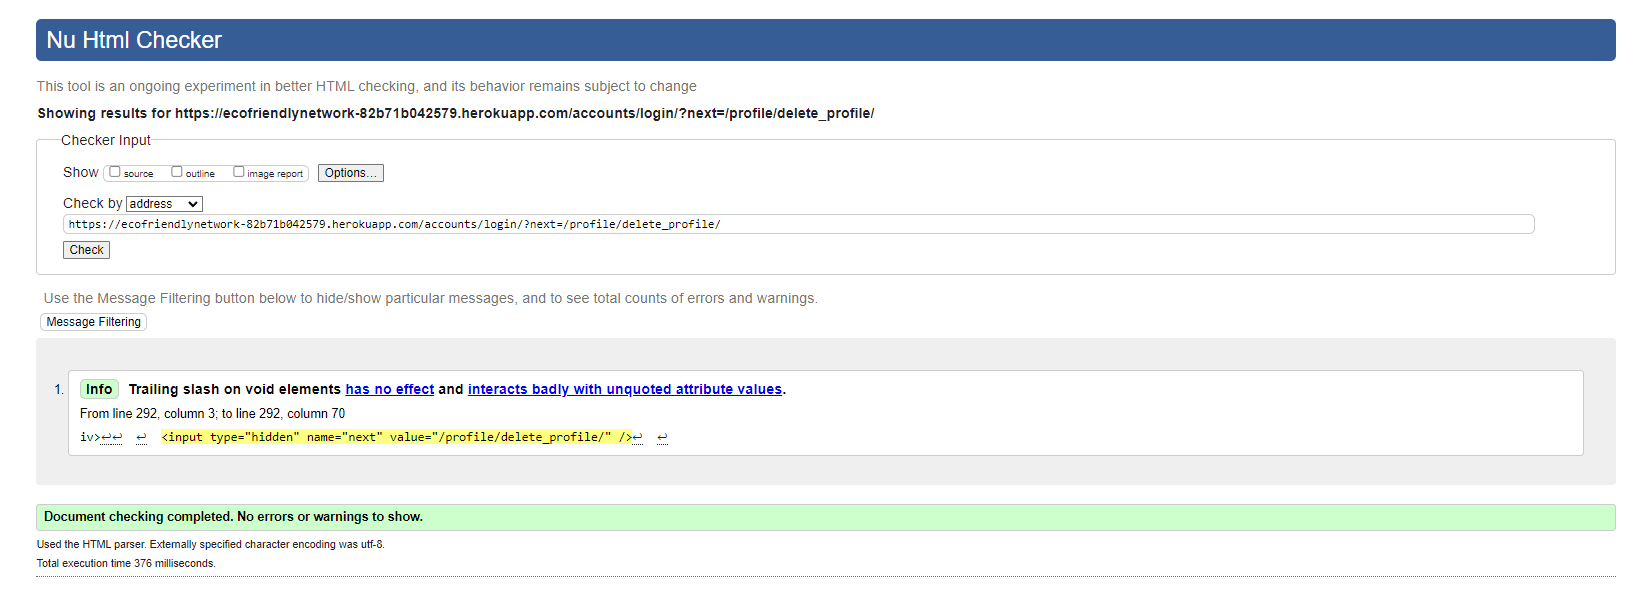 Nu Html Checker
This tool is an ongoing experiment in better HTML checking, and its behavior remains subject to change
Showing results for https://ecofriendlynetwork-82b71b042579.herokuapp.com/accounts/login/?next=/profile/delete_profile/
Checker Input
Show source outline image report Options...
Check by address
https://ecofriendlynetwork-82b71b042579.herokuapp.com/accounts/login/?next=/profile/delete_profile/
Check
Use the Message Filtering button below to hide/show particular messages, and to see total counts of errors and warnings.
Message Filtering
1. Info Trailing slash on void elements has no effect and interacts badly with unquoted attribute values.
From line 292, column 3; to line 292, column 70
iv>↩↩ ↩ <input type="hidden" name="next" value="/profile/delete_profile/" />↩ ↩
Document checking completed. No errors or warnings to show.
Used the HTML parser. Externally specified character encoding was utf-8.
Total execution time 376 milliseconds.